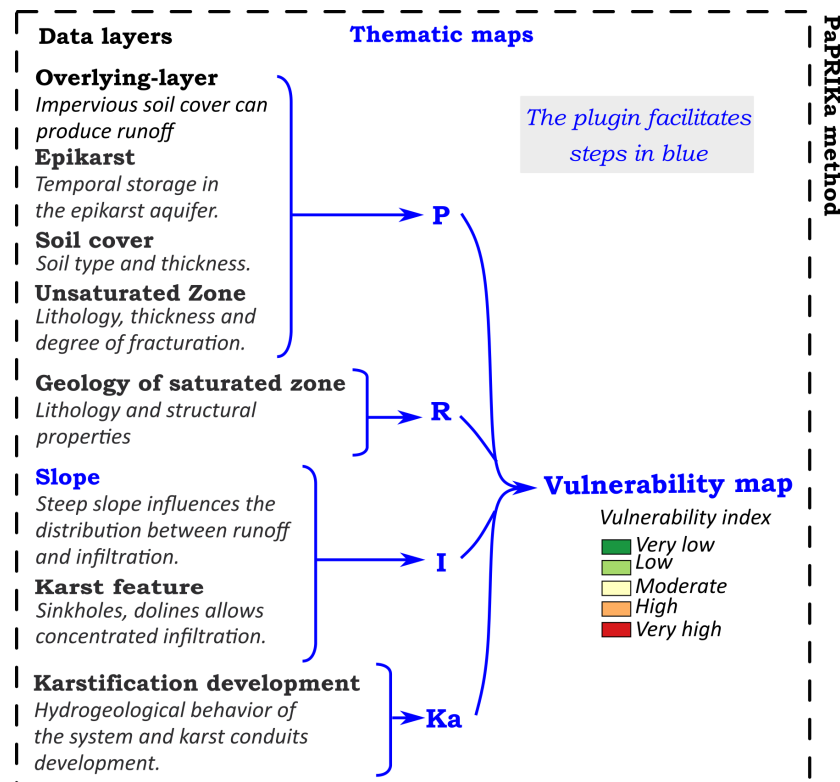 Data layers
Thematic maps
PaPRIKa method
Overlying-layer
Impervious soil cover can
produce runoff
Epikarst
Temporal storage in
the epikarst aquifer.
Soil cover
Soil type and thickness.
Unsaturated Zone
Lithology, thickness and
degree of fracturation.
Geology of saturated zone
Lithology and structural
properties
Slope
Steep slope influences the
distribution between runoff
and infiltration.
Karst feature
Sinkholes, dolines allows
concentrated infiltration.
Karstification development
Hydrogeological behavior of
the system and karst conduits
development.
P
R
I
Ka
The plugin facilitates
steps in blue
Vulnerability map
Vulnerability index
Very low
Low
Moderate
High
Very high